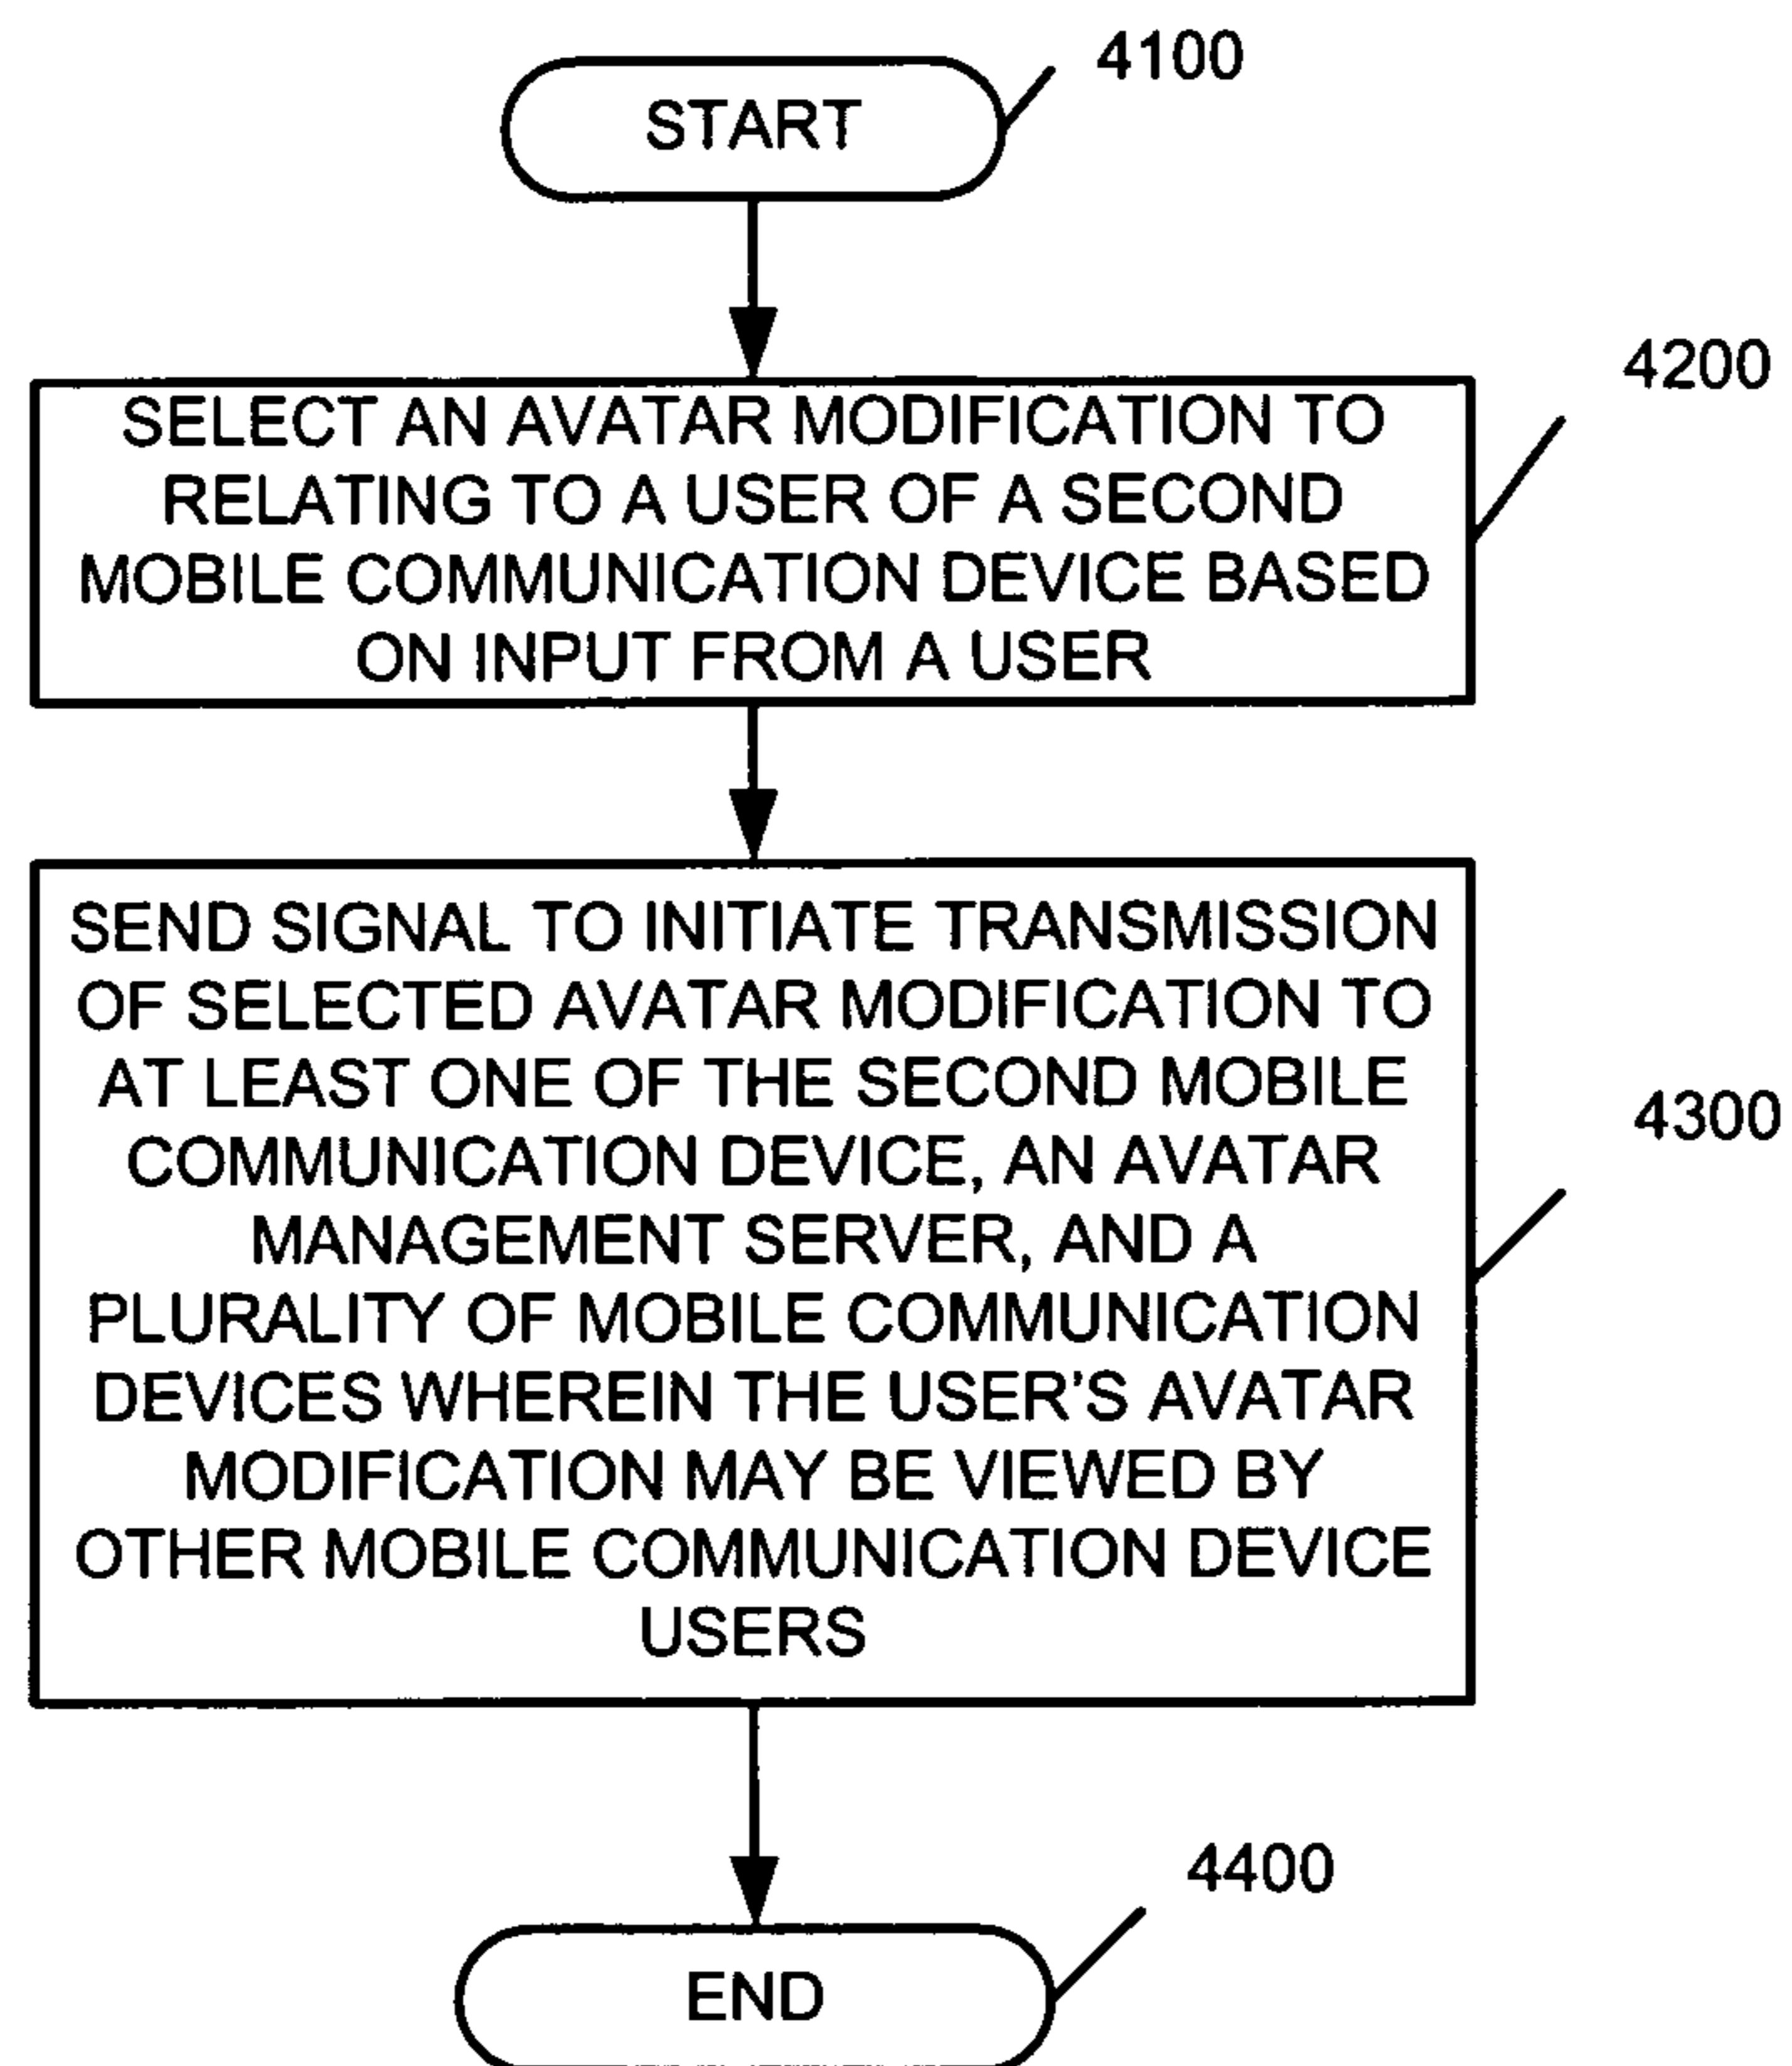 4100
START
4200
SELECT AN AVATAR MODIFICATION TO
RELATING TO A USER OF A SECOND
MOBILE COMMUNICATION DEVICE BASED
ON INPUT FROM A USER
SEND SIGNAL TO INITIATE TRANSMISSION
OF SELECTED AVATAR MODIFICATION TO
AT LEAST ONE OF THE SECOND MOBILE
COMMUNICATION DEVICE, AN AVATAR
MANAGEMENT SERVER, AND A
PLURALITY OF MOBILE COMMUNICATION
DEVICES WHEREIN THE USER'S AVATAR
MODIFICATION MAY BE VIEWED BY
OTHER MOBILE COMMUNICATION DEVICE
USERS
4300
4400
END